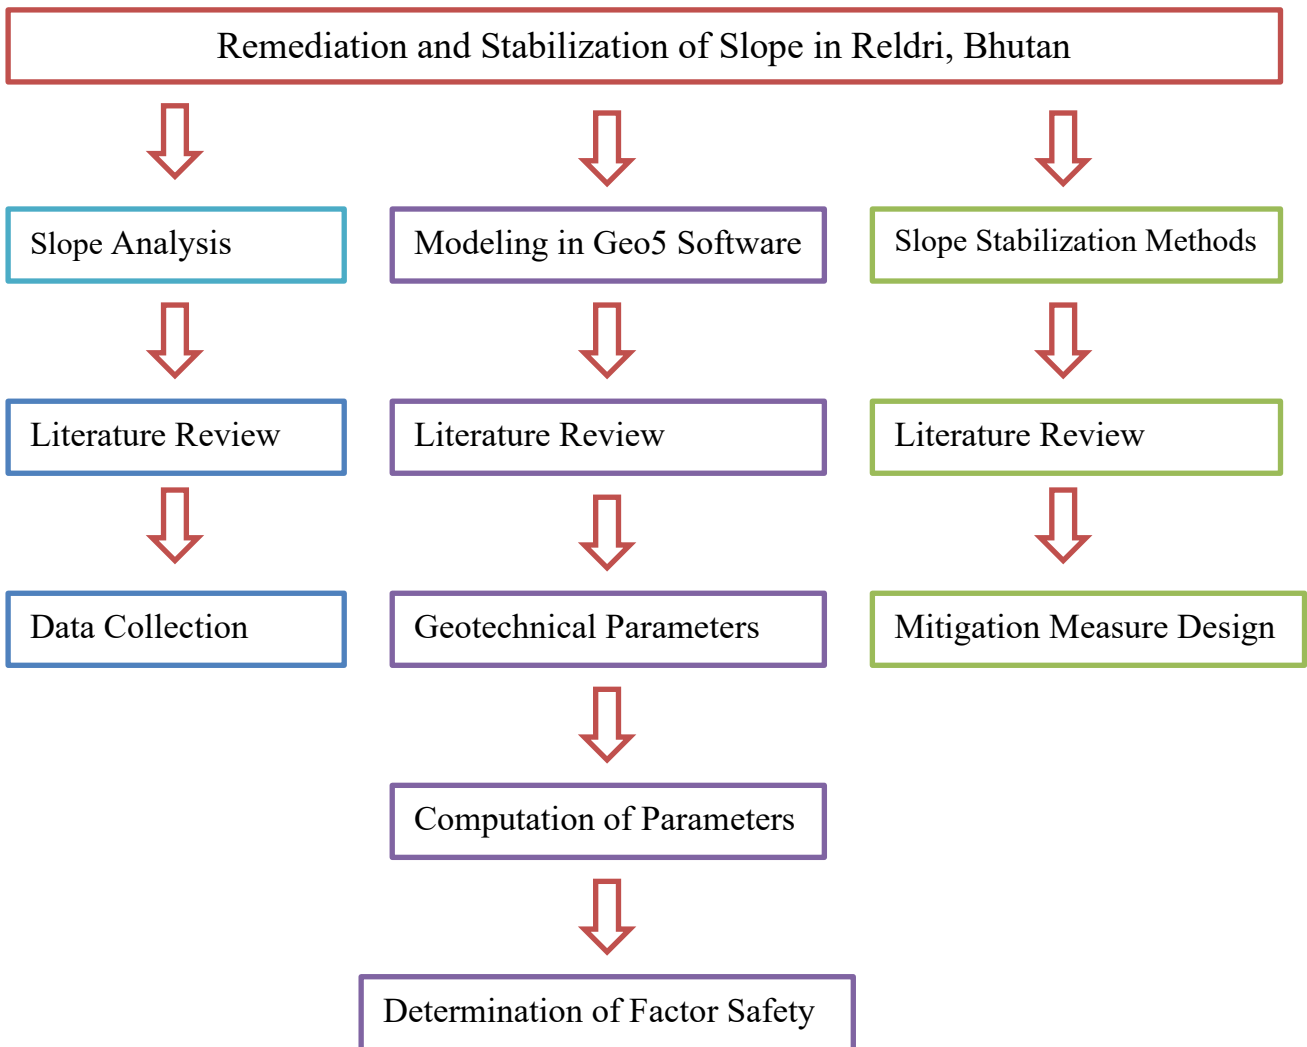 Remediation and Stabilization of Slope in Reldri, Bhutan
Slope Analysis
Modeling in Geo5 Software
Slope Stabilization Methods
Literature Review
Literature Review
Literature Review
Data Collection
Geotechnical Parameters
Mitigation Measure Design
Computation of Parameters
Determination of Factor Safety